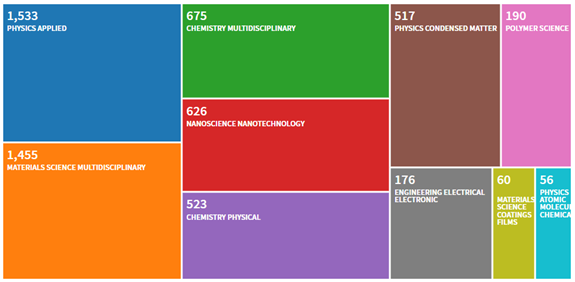 1,533
PHYSICS APPLIED
1,455
MATERIALS SCIENCE MULTIDISCIPLINARY
675
CHEMISTRY MULTIDISCIPLINARY
626
NANOSCIENCE NANOTECHNOLOGY
523
CHEMISTRY PHYSICAL
517
PHYSICS CONDENSED MATTER
190
POLYMER SCIENCE
176
ENGINEERING ELECTRICAL
ELECTRONIC
60
MATERIALS
SCIENCE
COATINGS
FILMS
56
PHYSICS
ATOMIC
MOLECU
CHEMICA